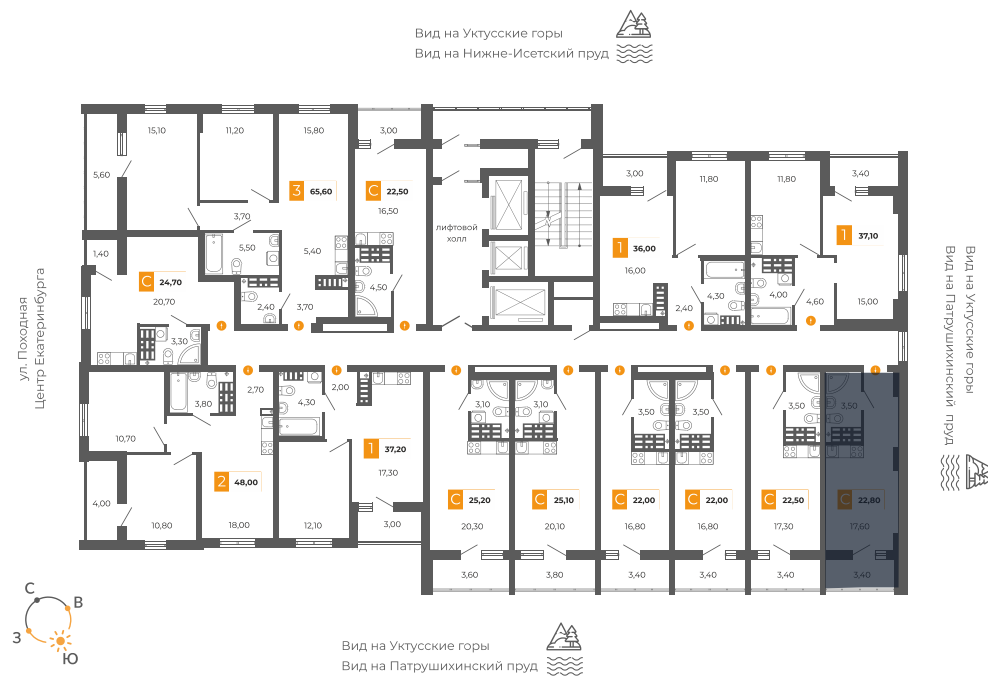 Вид на Уктусские горы
Вид на Нижне-Исетский пруд
15,10
11,20
15,80
3,00
5,60
3 65,60
С 22,50
16,50
3,70
5,50
5,40
лифтовой
холл
1,40
С 24,70
20,70
2,40
3,70
4,50
3,30
3,00
11,80
11,80
3,40
1 36,00
16,00
1 37,10
2,40
4,30
4,00
4,60
15,00
ул. Походная
Центр Екатеринбурга
Вид на Уктусские горы
Вид на Патрушихинский пруд
3,80
2,70
4,30
2,00
3,10
3,10
3,50
3,50
3,50
3,50
10,70
1 37,20
17,30
2 48,00
4,00
10,80
18,00
12,10
3,00
С 25,20
20,30
С 25,10
20,10
С 22,00
16,80
С 22,00
16,80
С 22,50
17,30
С 22,80
17,60
3,60
3,80
3,40
3,40
3,40
3,40
С
В
З
Ю
Вид на Уктусские горы
Вид на Патрушихинский пруд